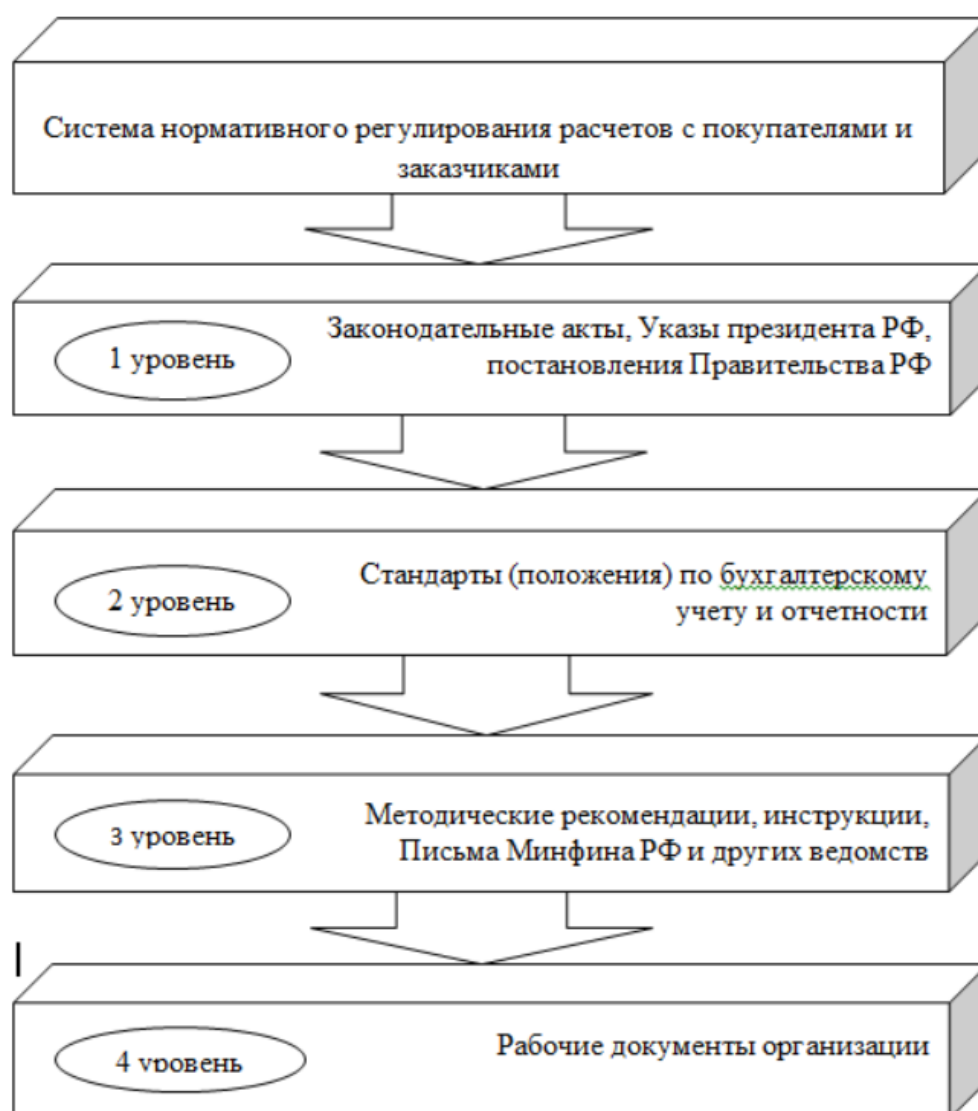 Система нормативного регулирования расчетов с покупателями и
заказчиками
1 уровень
Законодательные акты, Указы президента РФ,
постановления Правительства РФ
2 уровень
Стандарты (положения) по бухгалтерскому
учету и отчетности
3 уровень
Методические рекомендации, инструкции,
Письма Минфина РФ и других ведомств
4 уровень
Рабочие документы организации